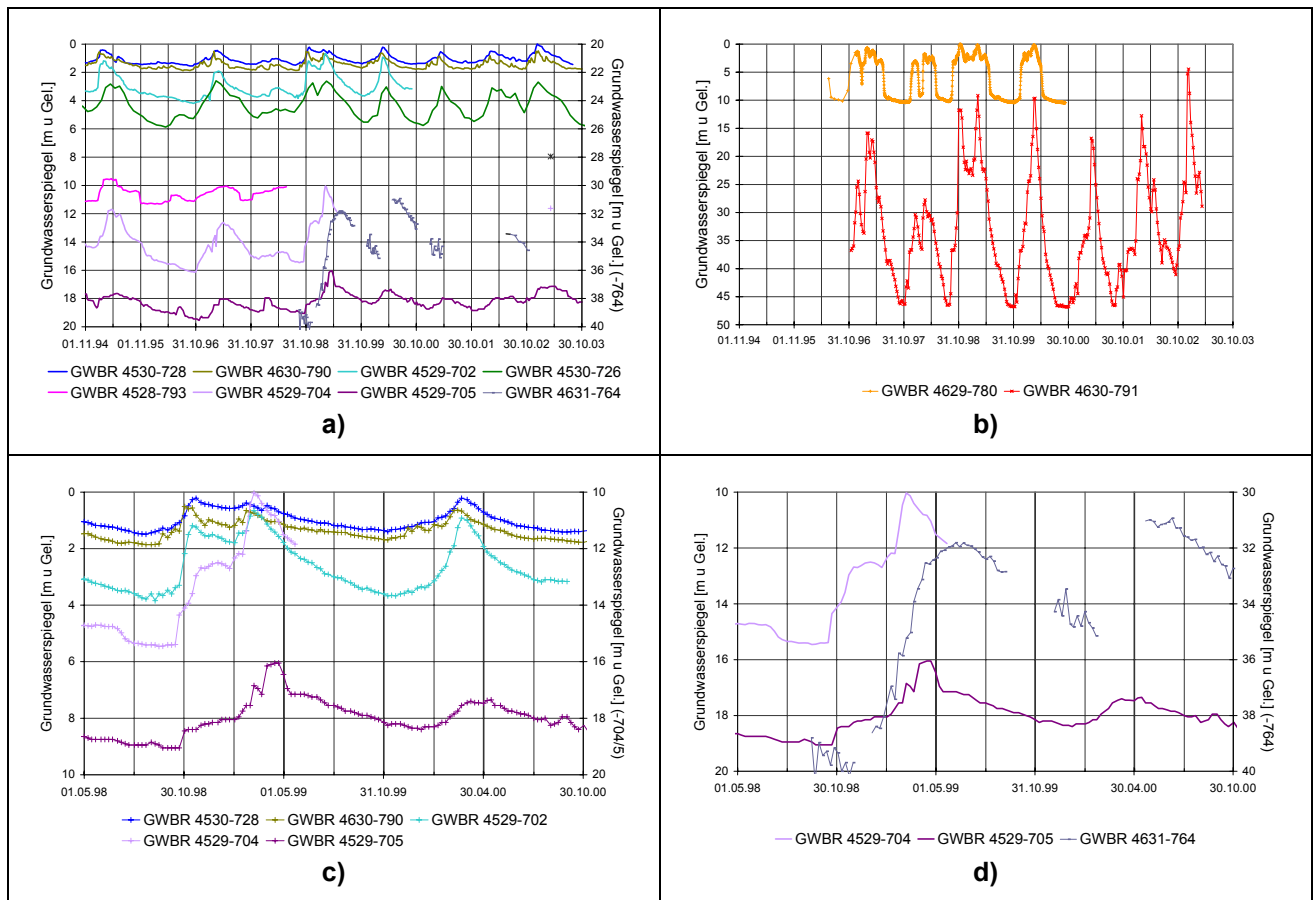 0
2
4
6
8
10
12
14
16
18
20
Grundwasserspiegel [m u Gel.]
20
22
24
26
28
30
32
34
36
38
40
Grundwasserspiegel [m u Gel.] (-764)
01.11.94 01.11.95 31.10.96 31.10.97 31.10.98 31.10.99 30.10.00 30.10.01 30.10.02 30.10.03
GWBR 4530-728 GWBR 4630-790 GWBR 4529-702 GWBR 4530-726
GWBR 4528-793 GWBR 4529-704 GWBR 4529-705 GWBR 4631-764
a)
0
5
10
15
20
25
30
35
40
45
50
Grundwasserspiegel [m u Gel.]
01.11.94 01.11.95 31.10.96 31.10.97 31.10.98 31.10.99 30.10.00 30.10.01 30.10.02 30.10.03
GWBR 4629-780 GWBR 4630-791
b)
0
2
4
6
8
10
Grundwasserspiegel [m u Gel.]
10
12
14
16
18
20
Grundwasserspiegel [m u Gel.] (-704/5)
01.05.98 30.10.98 01.05.99 31.10.99 30.04.00 30.10.00
GWBR 4530-728 GWBR 4630-790 GWBR 4529-702
GWBR 4529-704 GWBR 4529-705
c)
10
12
14
16
18
20
Grundwasserspiegel [m u Gel.]
30
32
34
36
38
40
Grundwasserspiegel [m u Gel.] (-764)
01.05.98 30.10.98 01.05.99 31.10.99 30.04.00 30.10.00
GWBR 4529-704 GWBR 4529-705 GWBR 4631-764
d)